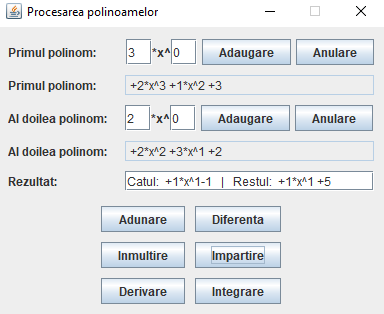 Procesarea polinoamelor
Primul polinom: 3 *x^ 0 Adaugare Anulare
Primul polinom: +2*x^3 +1*x^2 +3
Al doilea polinom: 2 *x^ 0 Adaugare Anulare
Al doilea polinom: +2*x^2 +3*x^1 +2
Rezultat: Catul: +1*x^1-1 | Restul: +1*x^1 +5
Adunare Diferenta
Inmultire Impartire
Derivare Integrare